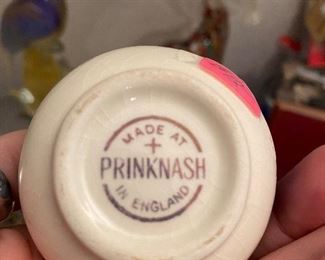 MADE AT
+
PRINKNASH
IN ENGLAND